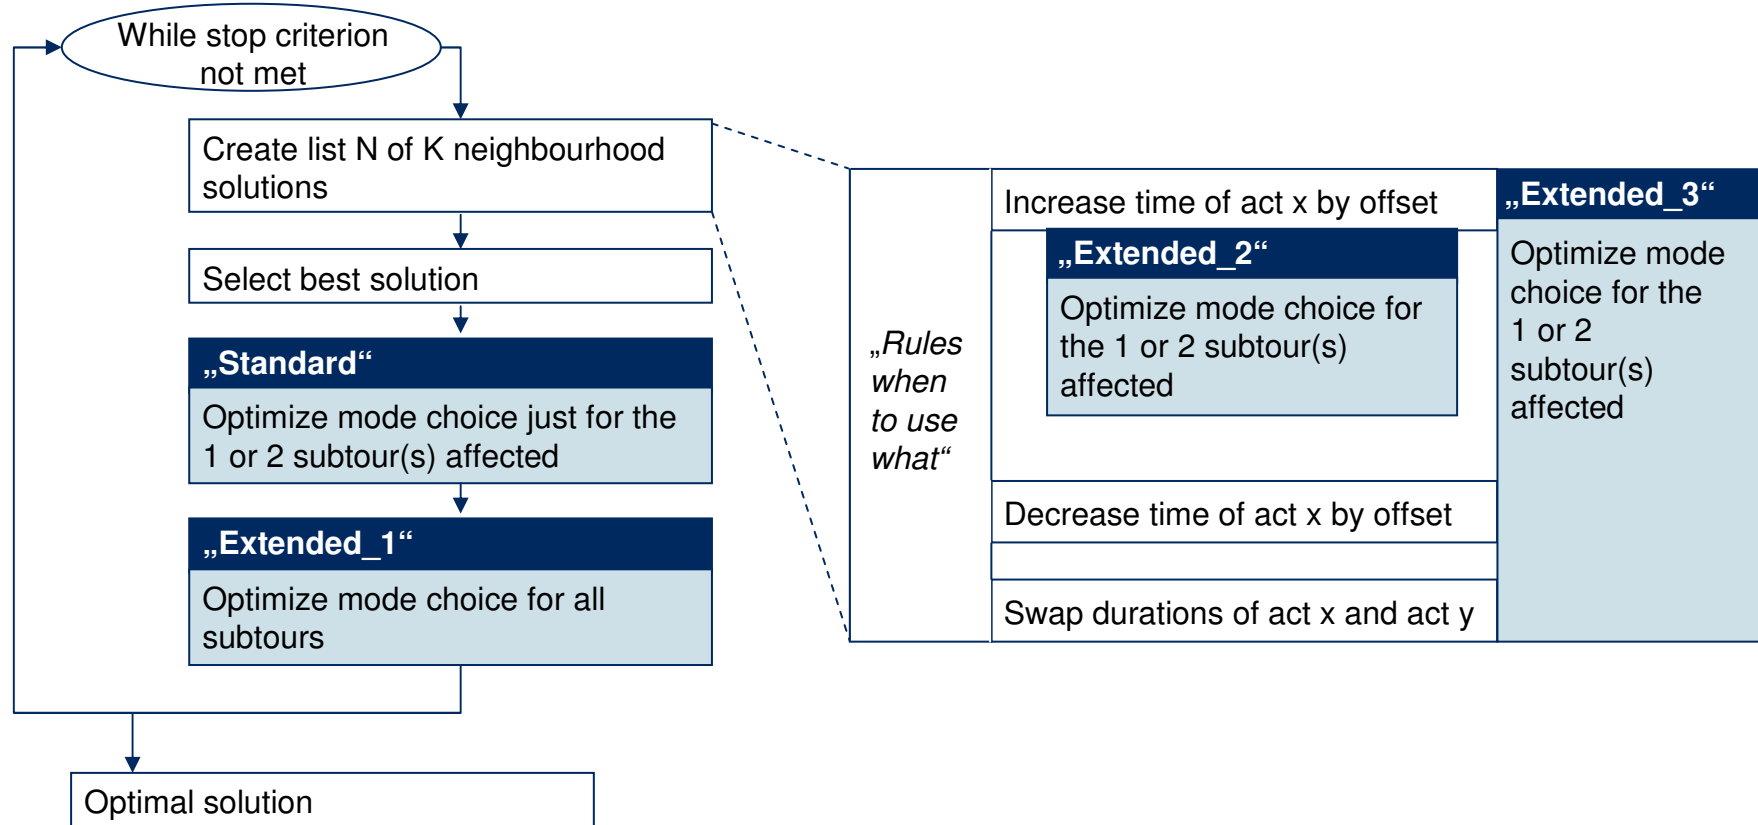 While stop criterion
not met
Create list N of K neighbourhood
solutions
Select best solution
„Standard“
Optimize mode choice just for the
1 or 2 subtour(s) affected
„Extended_1“
Optimize mode choice for all
subtours
Optimal solution
„Rules
when
to use
what“
Increase time of act x by offset
„Extended_2“
Optimize mode choice for
the 1 or 2 subtour(s)
affected
Decrease time of act x by offset
Swap durations of act x and act y
„Extended_3“
Optimize mode
choice for the
1 or 2
subtour(s)
affected